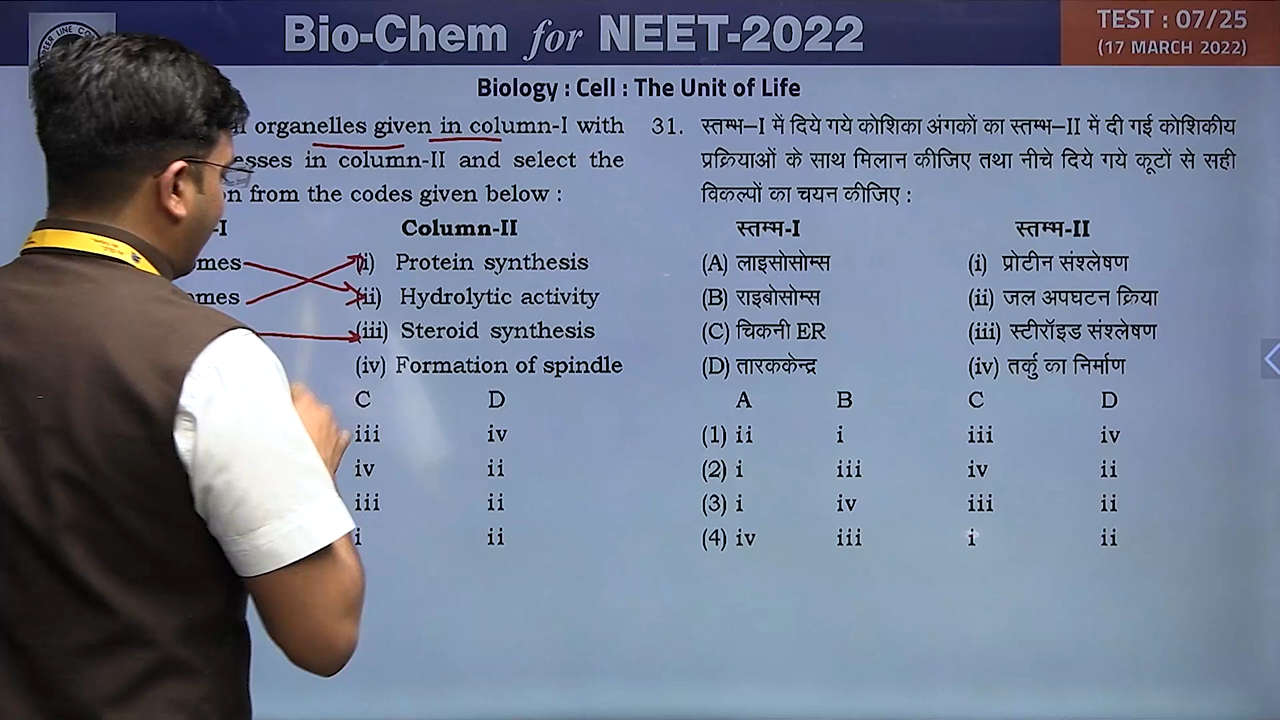 Bio-Chem for NEET-2022
TEST : 07/25
(17 MARCH 2022)
Biology : Cell : The Unit of Life
organelles given in column-I with
in column-II and select the
from the codes given below :
-I Column-II
(i) Protein synthesis
(ii) Hydrolytic activity
(iii) Steroid synthesis
(iv) Formation of spindle
C D
iii iv
iv ii
iii ii
i ii
31. स्तम्भ–I में दिये गये कोशिका अंगकों का स्तम्भ–II में दी गई कोशिकीय
प्रक्रियाओं के साथ मिलान कीजिए तथा नीचे दिये गये कूटों से सही
विकल्पों का चयन कीजिए :
स्तम्भ-I स्तम्भ-II
(A) लाइसोसोम्स (i) प्रोटीन संश्लेषण
(B) राइबोसोम्स (ii) जल अपघटन क्रिया
(C) चिकनी ER (iii) स्टीरॉइड संश्लेषण
(D) तारककेन्द्र (iv) तर्कु का निर्माण
A B C D
(1) ii i iii iv
(2) i iii iv ii
(3) i iv iii ii
(4) iv iii i ii